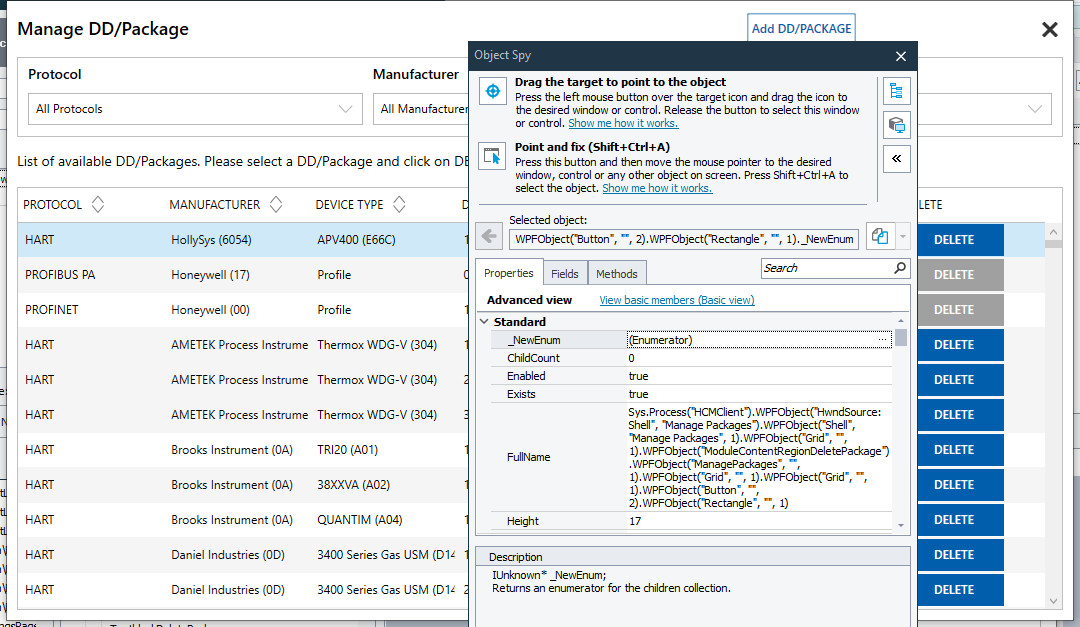 Manage DD/Package
Add DD/PACKAGE
Protocol
Manufacturer
All Protocols
All Manufacturer
List of available DD/Packages. Please select a DD/Package and click on DE
PROTOCOL MANUFACTURER DEVICE TYPE D
LETE
HART HollySys (6054) APV400 (E66C) 1 DELETE
PROFIBUS PA Honeywell (17) Profile 0 DELETE
PROFINET Honeywell (00) Profile 1 DELETE
HART AMETEK Process Instrume Thermox WDG-V (304) 1 DELETE
HART AMETEK Process Instrume Thermox WDG-V (304) 2 DELETE
HART AMETEK Process Instrume Thermox WDG-V (304) 3 DELETE
HART Brooks Instrument (0A) TRI20 (A01) 1 DELETE
HART Brooks Instrument (0A) 38XXVA (A02) 1 DELETE
HART Brooks Instrument (0A) QUANTIM (A04) 1 DELETE
HART Daniel Industries (0D) 3400 Series Gas USM (D14 1 DELETE
HART Daniel Industries (0D) 3400 Series Gas USM (D14 2 DELETE
Object Spy
Drag the target to point to the object
Press the left mouse button over the target icon and drag the icon to
the desired window or control. Release the button to select this window
or control. Show me how it works.
Point and fix (Shift+Ctrl+A)
Press this button and then move the mouse pointer to the desired
window, control or any other object on screen. Press Shift+Ctrl+A to
select the object. Show me how it works.
Selected object:
WPFObject("Button", "", 2).WPFObject("Rectangle", "", 1)._NewEnum
Properties Fields Methods
Search
Advanced view View basic members (Basic view)
Standard
_NewEnum (Enumerator) ...
ChildCount 0
Enabled true
Exists true
FullName
Sys.Process("HCMClient").WPFObject("HwndSource:
Shell", "Manage Packages").WPFObject("Shell",
"Manage Packages", 1).WPFObject("Grid", "",
1).WPFObject("ModuleContentRegionDeletePackage")
.WPFObject("ManagePackages", "",
1).WPFObject("Grid", "", 1).WPFObject("Grid", "",
1).WPFObject("Button", "",
2).WPFObject("Rectangle", "", 1)
Height 17
Description
IUnknown* _NewEnum;
Returns an enumerator for the children collection.